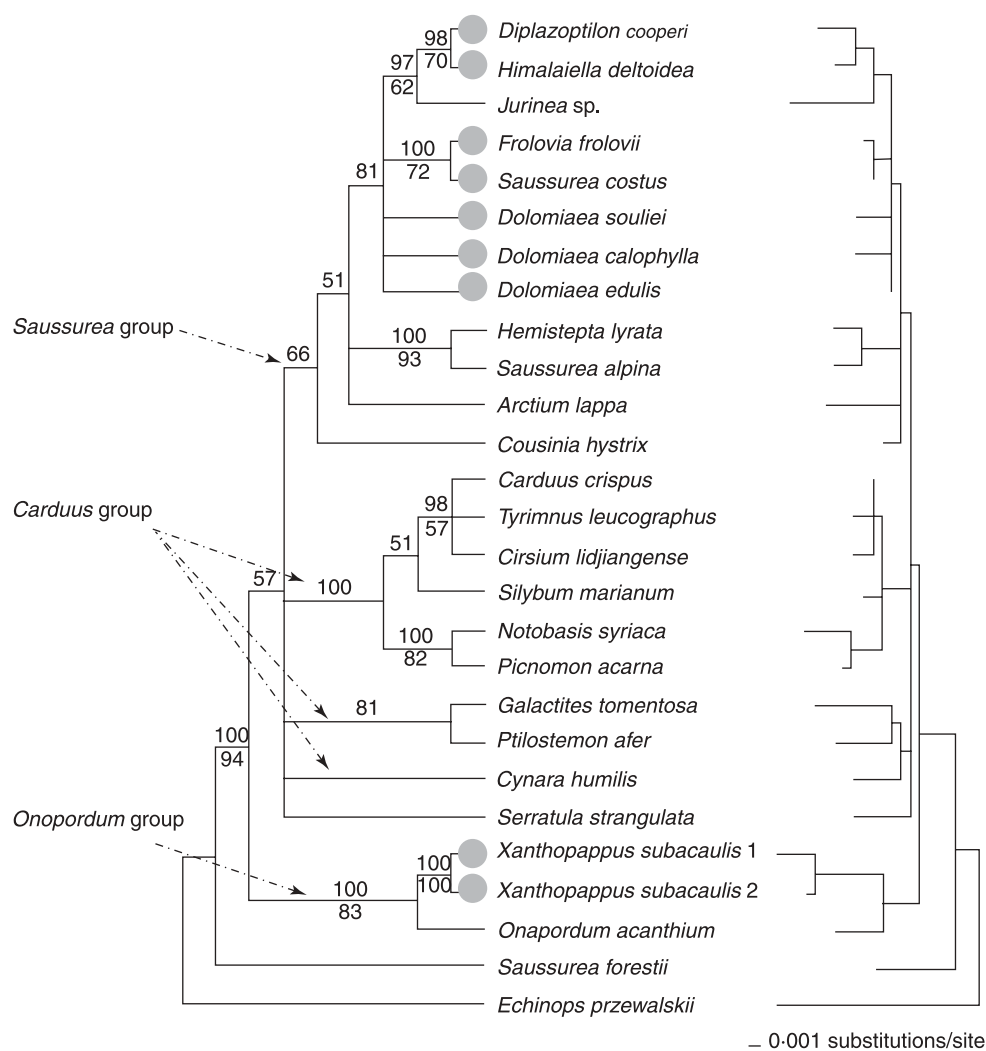 98
Diplazoptilon cooperi
97
70
Himalaiella deltoidea
62
Jurinea sp.
100
Frolovia frolovii
81
72
Saussurea costus
Dolomiaea souliei
Dolomiaea calophylla
51
Dolomiaea edulis
Saussurea group
100
Hemistepta lyrata
66
93
Saussurea alpina
Arctium lappa
Cousinia hystrix
Carduus crispus
Carduus group
98
Tyrimnus leucographus
51
57
Cirsium lidjiangense
57
100
Silybum marianum
100
Notobasis syriaca
82
Picnomon acarna
81
Galactites tomentosa
100
Ptilostemon afer
94
Cynara humilis
Onopordum group
Serratula strangulata
100
Xanthopappus subacaulis 1
100
100
Xanthopappus subacaulis 2
83
Onapordum acanthium
Saussurea forestii
Echinops przewalskii
0·001 substitutions/site